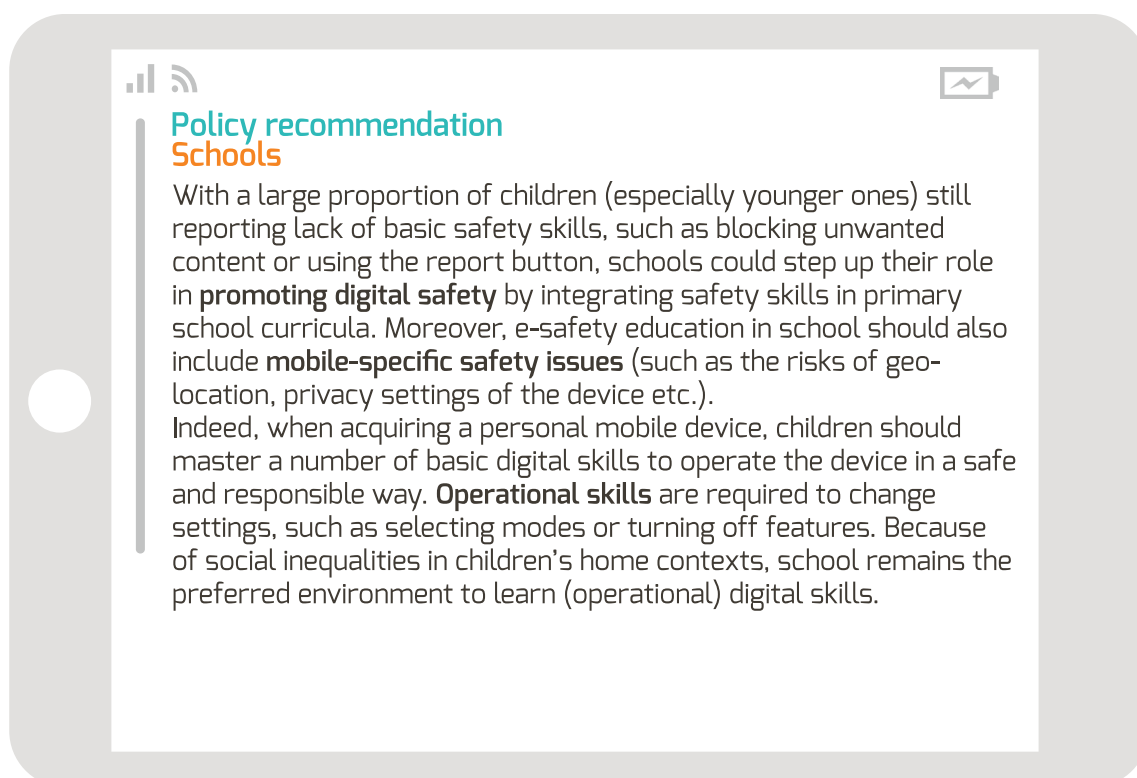 Policy recommendation
Schools
With a large proportion of children (especially younger ones) still
reporting lack of basic safety skills, such as blocking unwanted
content or using the report button, schools could step up their role
in promoting digital safety by integrating safety skills in primary
school curricula. Moreover, e-safety education in school should also
include mobile-specific safety issues (such as the risks of geo-
location, privacy settings of the device etc.).
Indeed, when acquiring a personal mobile device, children should
master a number of basic digital skills to operate the device in a safe
and responsible way. Operational skills are required to change
settings, such as selecting modes or turning off features. Because
of social inequalities in children's home contexts, school remains the
preferred environment to learn (operational) digital skills.